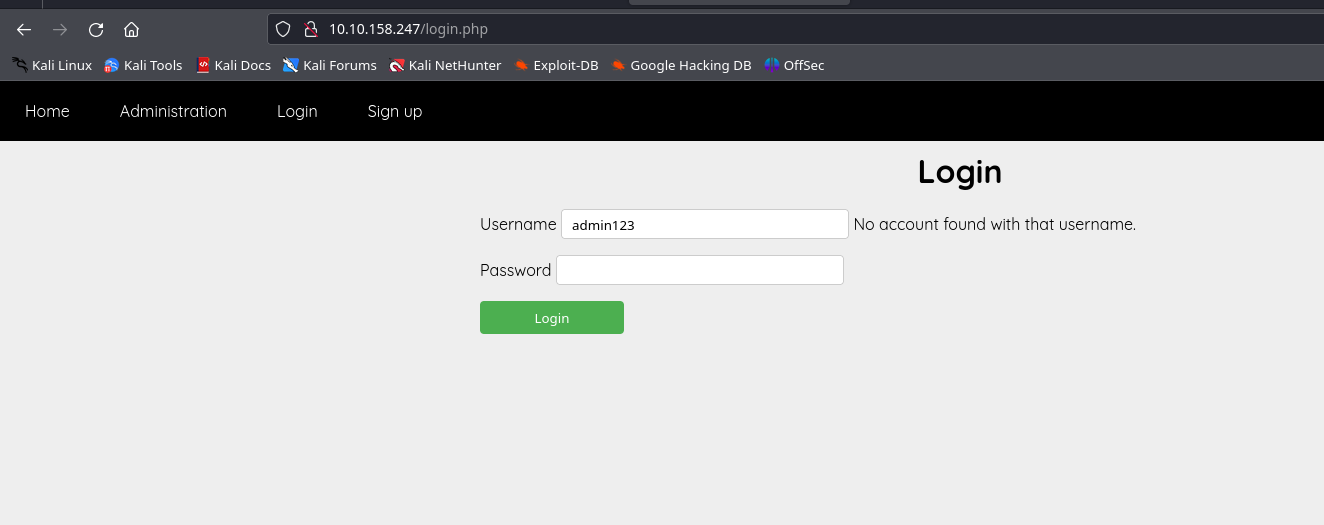 10.10.158.247/login.php
Kali Linux Kali Tools Kali Docs Kali Forums Kali NetHunter Exploit-DB Google Hacking DB OffSec
Home Administration Login Sign up
Login
Username admin123 No account found with that username.
Password
Login